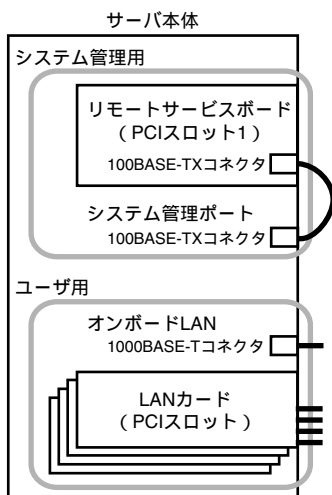 サーバ本体
システム管理用
リモートサービスボード
(PCIスロット1)
100BASE-TXコネクタ
システム管理ポート
100BASE-TXコネクタ
ユーザ用
オンボードLAN
1000BASE-Tコネクタ
LANカード
(PCIスロット)